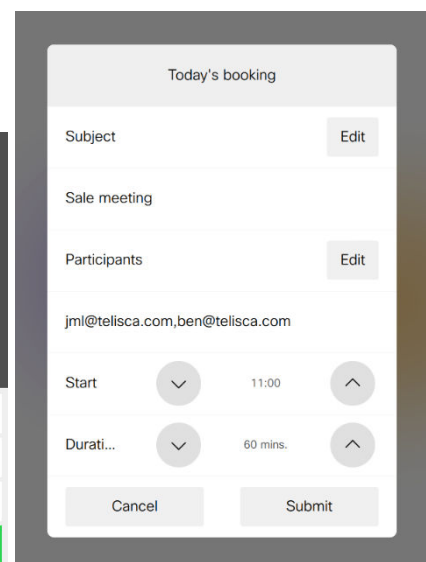 Today's booking
Subject Edit
Sale meeting
Participants Edit
jml@telisca.com,ben@telisca.com
Start 11:00
Durati... 60 mins.
Cancel Submit